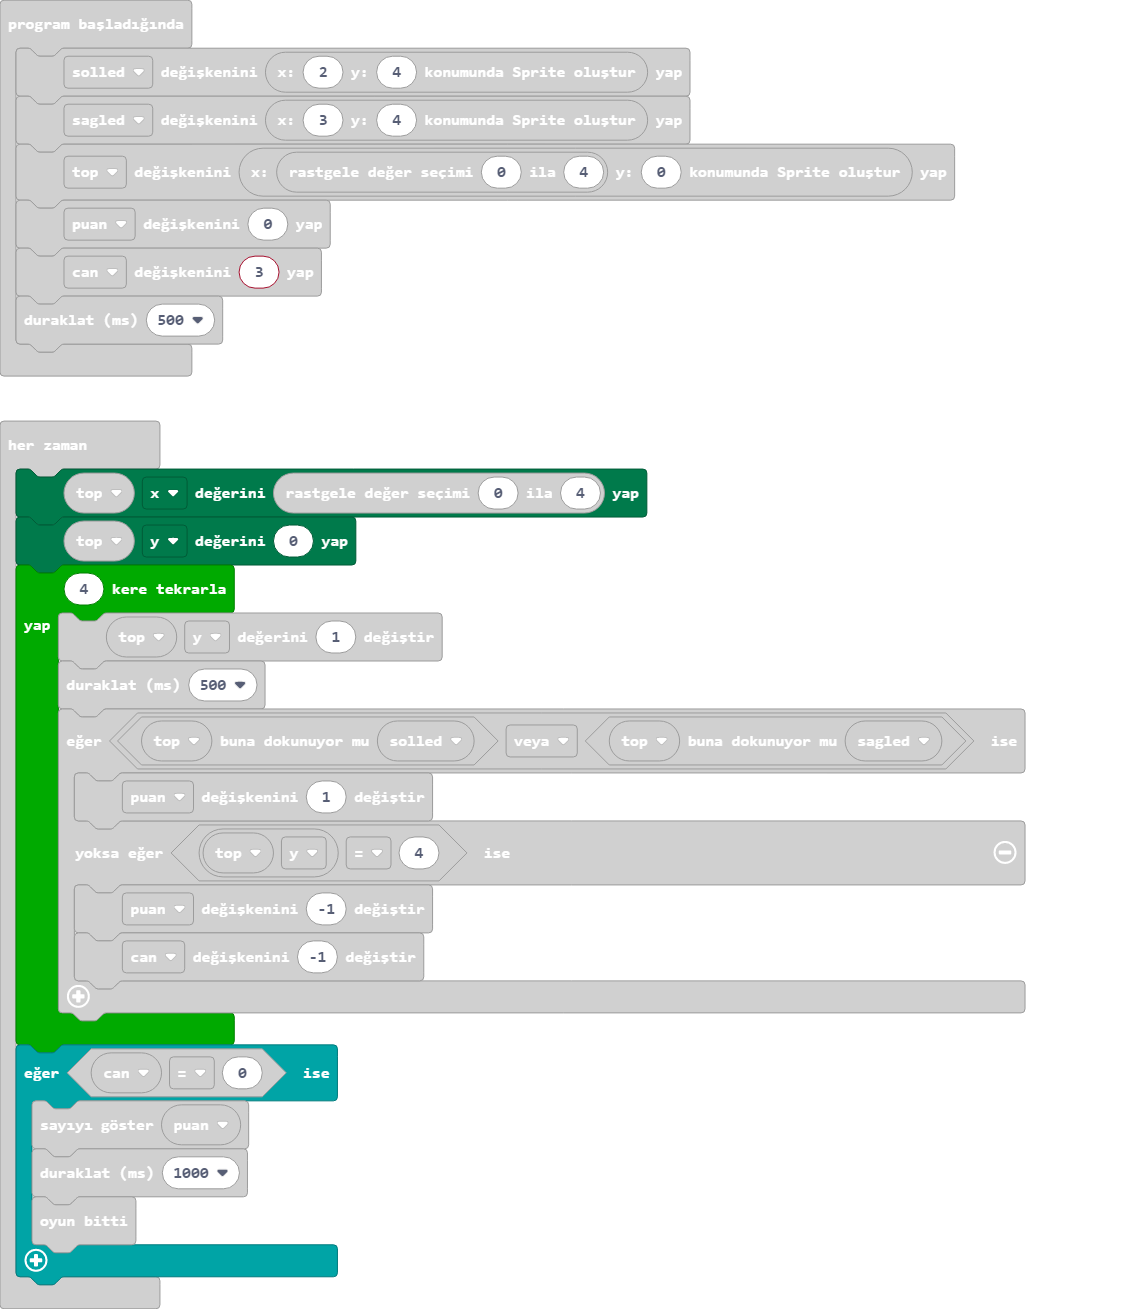 program başladığında
solled değişkenini x: 2 y: 4 konumunda Sprite oluştur yap
sagled değişkenini x: 3 y: 4 konumunda Sprite oluştur yap
top değişkenini x: rastgele değer seçimi 0 ila 4 y: 0 konumunda Sprite oluştur yap
puan değişkenini 0 yap
can değişkenini 3 yap
duraklat (ms) 500
her zaman
top x değerini rastgele değer seçimi 0 ila 4 yap
top y değerini 0 yap
4 kere tekrarla
yap
top y değerini 1 değiştir
duraklat (ms) 500
eğer top buna dokunuyor mu solled veya top buna dokunuyor mu sagled ise
puan değişkenini 1 değiştir
yoksa eğer top y = 4 ise
puan değişkenini -1 değiştir
can değişkenini -1 değiştir
eğer can = 0 ise
sayıyı göster puan
duraklat (ms) 1000
oyun bitti